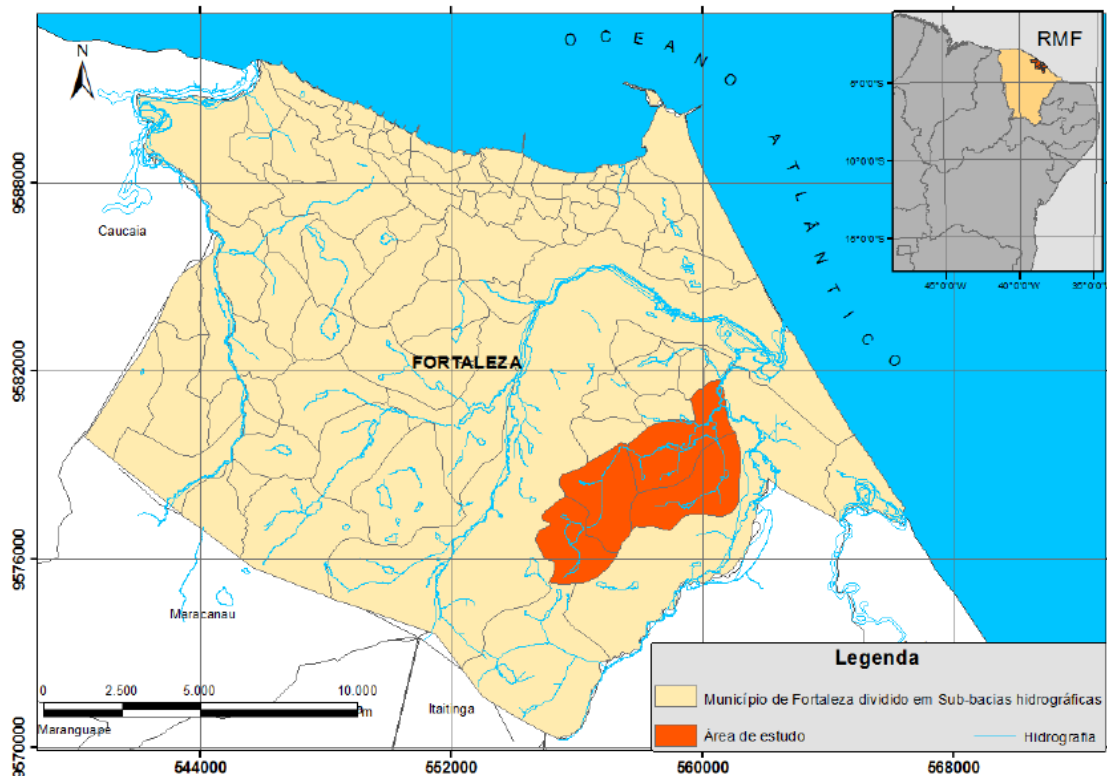 OCEANO ATLÂNTICO
N
RMF
5°0'0"S
10°0'0"S
15°0'0"S
45°0'0"W
40°0'0"W
35°0'0"W
9588000
9582000
9576000
9570000
Caucaia
FORTALEZA
Maracanau
Itaitinga
Maranguape
0 2.500 5.000 10.000
m
Legenda
Município de Fortaleza dividido em Sub-bacias hidrográficas
Área de estudo
Hidrografia
544000 552000 560000 568000